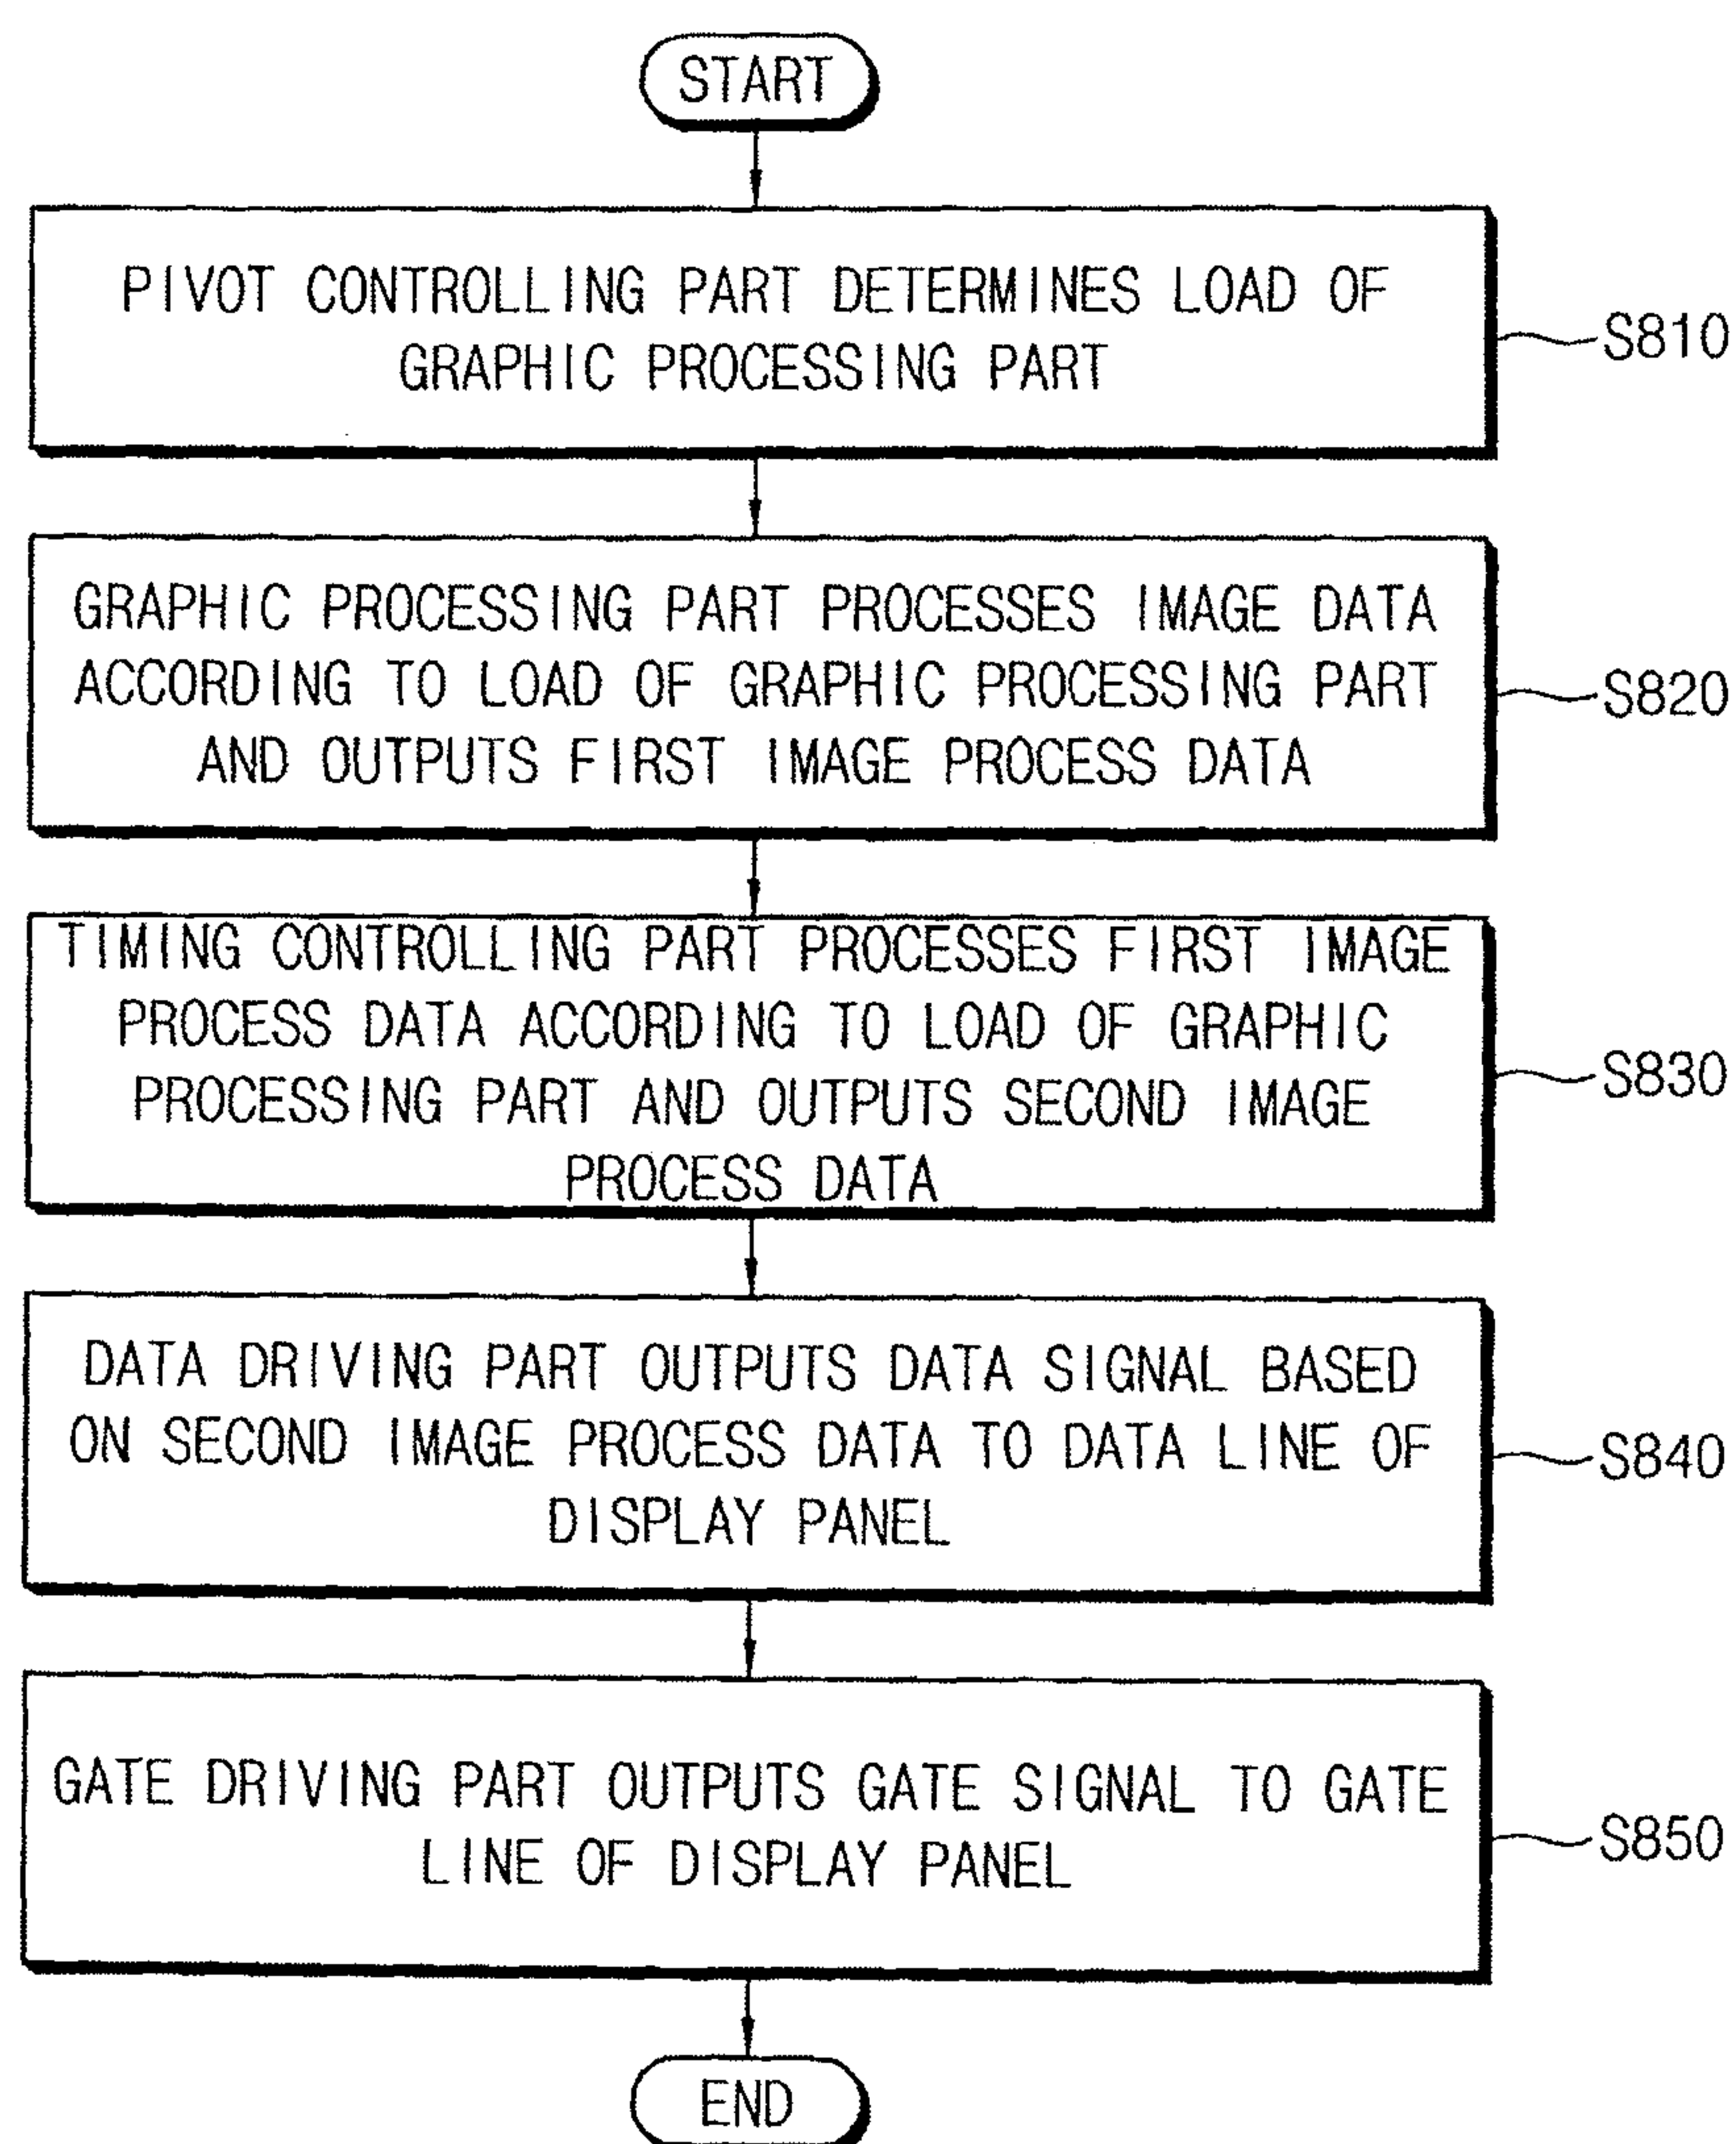 START
PIVOT CONTROLLING PART DETERMINES LOAD OF
GRAPHIC PROCESSING PART
S810
GRAPHIC PROCESSING PART PROCESSES IMAGE DATA
ACCORDING TO LOAD OF GRAPHIC PROCESSING PART
AND OUTPUTS FIRST IMAGE PROCESS DATA
S820
TIMING CONTROLLING PART PROCESSES FIRST IMAGE
PROCESS DATA ACCORDING TO LOAD OF GRAPHIC
PROCESSING PART AND OUTPUTS SECOND IMAGE
PROCESS DATA
S830
DATA DRIVING PART OUTPUTS DATA SIGNAL BASED
ON SECOND IMAGE PROCESS DATA TO DATA LINE OF
DISPLAY PANEL
S840
GATE DRIVING PART OUTPUTS GATE SIGNAL TO GATE
LINE OF DISPLAY PANEL
S850
END